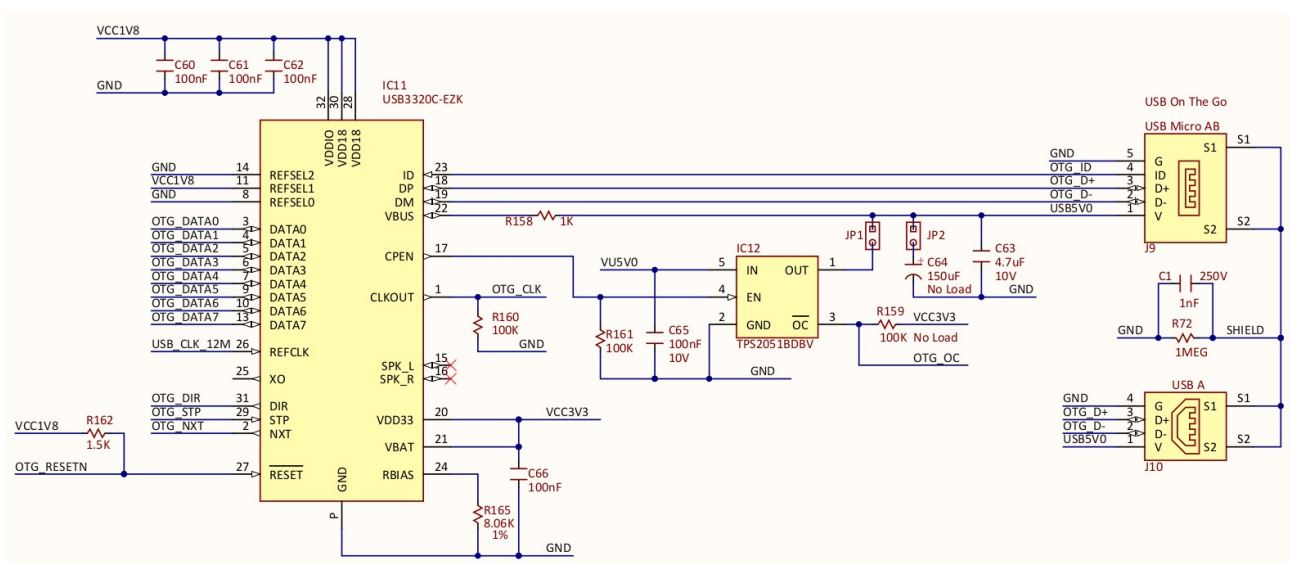 VCC1V8
C60
100nF
C61
100nF
C62
100nF
GND
IC11
USB3320C-EZK
32
30
28
VDDIO
VDD18
VDD18
GND 14 REFSEL2
VCC1V8 11 REFSEL1
GND 8 REFSEL0
OTG_DATA0 3 DATA0
OTG_DATA1 4 DATA1
OTG_DATA2 5 DATA2
OTG_DATA3 6 DATA3
OTG_DATA4 7 DATA4
OTG_DATA5 9 DATA5
OTG_DATA6 10 DATA6
OTG_DATA7 13 DATA7
USB_CLK_12M 26 REFCLK
25 XO
OTG_DIR 31 DIR
OTG_STP 29 STP
OTG_NXT 2 NXT
VCC1V8
R162
1.5K
OTG_RESETN 27 RESET
GND
P
ID 23
DP 18
DM 19
VBUS 22
R158 1K
CPEN 17
CLKOUT 1 OTG_CLK
R160
100K
GND
SPK_L 15
SPK_R 16
VDD33 20 VCC3V3
VBAT 21
RBIAS 24
C66
100nF
R165
8.06K
1%
GND
R161
100K
VU5V0
C65
100nF
10V
IC12
5 IN OUT 1
4 EN
2 GND OC 3
TPS2051BDBV
GND
JP1
JP2
C64
+
150uF
No Load
C63
4.7uF
10V
GND
R159
100K No Load
VCC3V3
OTG_OC
USB On The Go
USB Micro AB
GND 5 G
OTG_ID 4 ID
OTG_D+ 3 D+
OTG_D- 2 D-
USB5V0 1 V
S1 S1
S2 S2
J9
C1 250V
1nF
GND R72 SHIELD
1MEG
USB A
GND 4 G S1 S1
OTG_D+ 3 D+
OTG_D- 2 D-
USB5V0 1 V S2 S2
J10